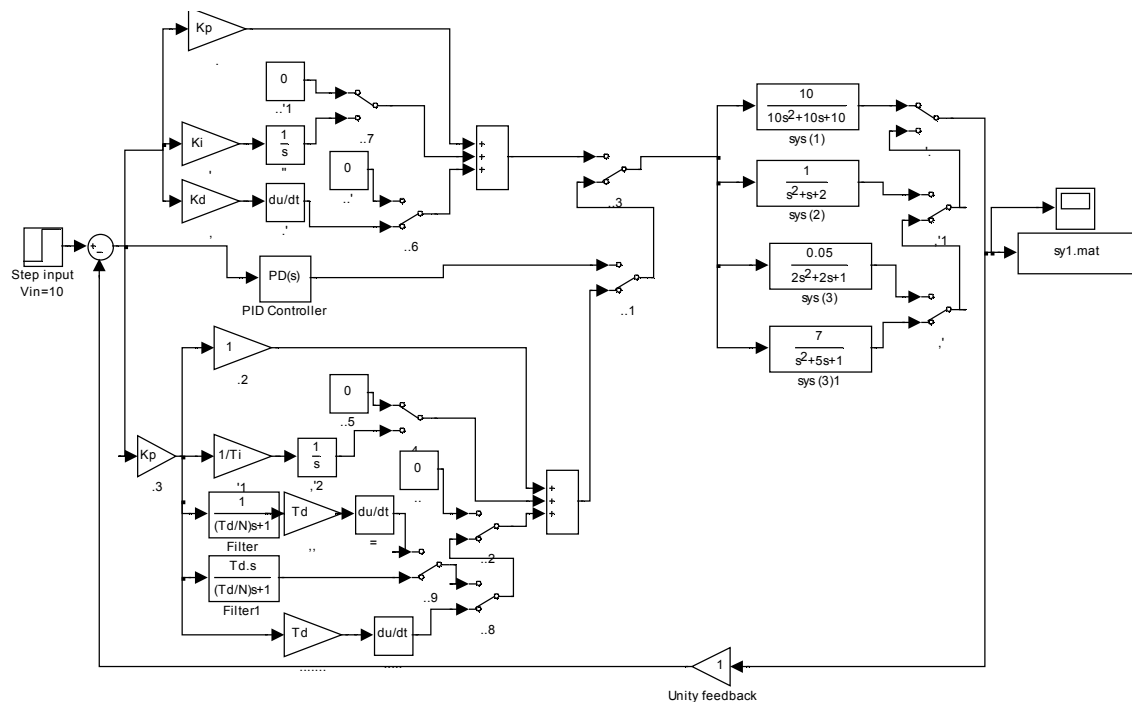 Kp
.
0
..'1
Ki
'
1
s
"
..7
0
..'
Kd
,
du/dt
.'
..6
+
+
+
..3
Step input
Vin=10
+
−
PD(s)
PID Controller
..1
1
.2
0
..5
Kp
.3
1/Ti
'1
1
s
,'2
0
..
1
(Td/N)s+1
Filter
Td
,,
du/dt
=
..2
Td.s
(Td/N)s+1
Filter1
..9
Td
.......
du/dt
.....
..8
+
+
+
10
10s²+10s+10
sys (1)
1
s²+s+2
sys (2)
.'1
0.05
2s²+2s+1
sys (3)
7
s²+5s+1
sys (3)1
,'
sy1.mat
1
Unity feedback